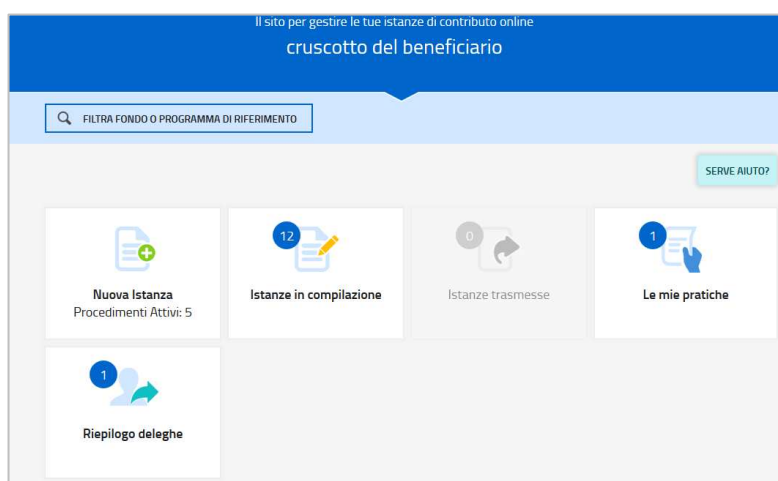 Il sito per gestire le tue istanze di contributo online
cruscotto del beneficiario
FILTRA FONDO O PROGRAMMA DI RIFERIMENTO
SERVE AIUTO?
12
0
1
Nuova Istanza
Procedimenti Attivi: 5
Istanze in compilazione
Istanze trasmesse
Le mie pratiche
1
Riepilogo deleghe